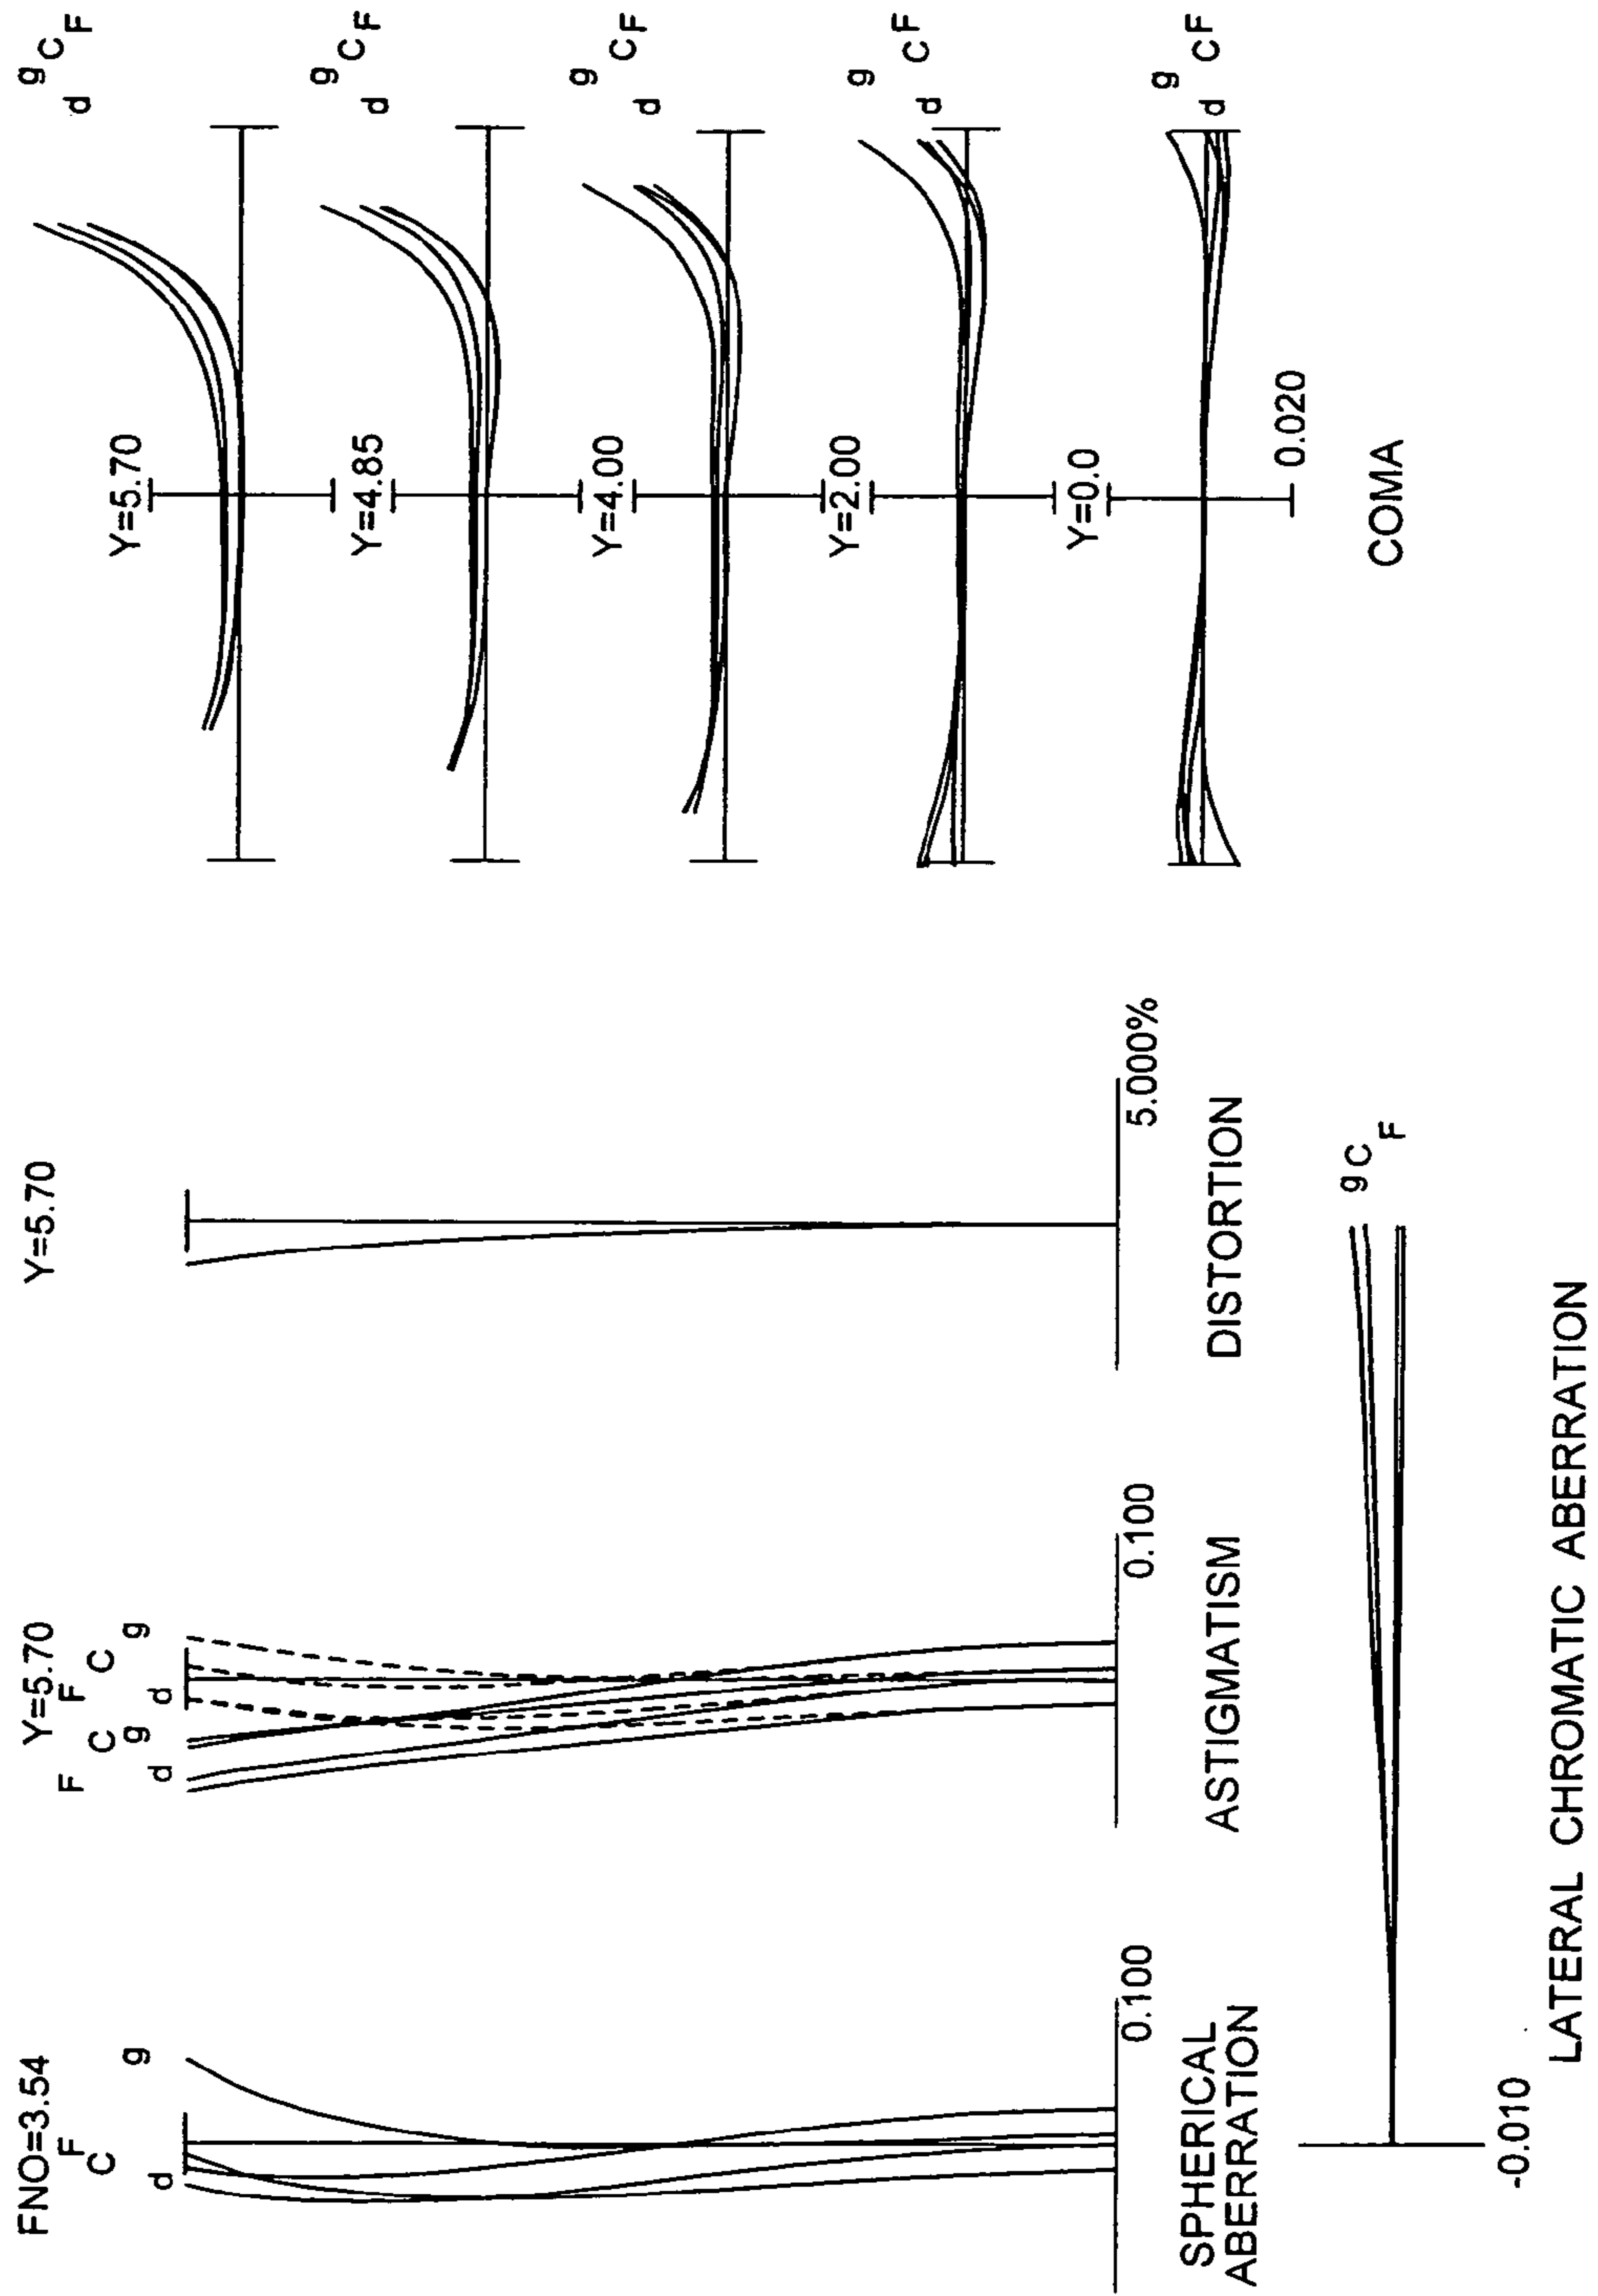 FNO=3.54
F
C
d
g
0.100
SPHERICAL
ABERRATION
Y=5.70
F
C
g
d
F
C
g
d
0.100
ASTIGMATISM
Y=5.70
5.000%
DISTORTION
Y=5.70
g
C
F
d
Y=4.85
g
C
F
d
Y=4.00
g
C
F
d
Y=2.00
g
C
F
d
Y=0.0
g
C
F
d
0.020
COMA
g
C
F
-0.010
LATERAL CHROMATIC ABERRATION